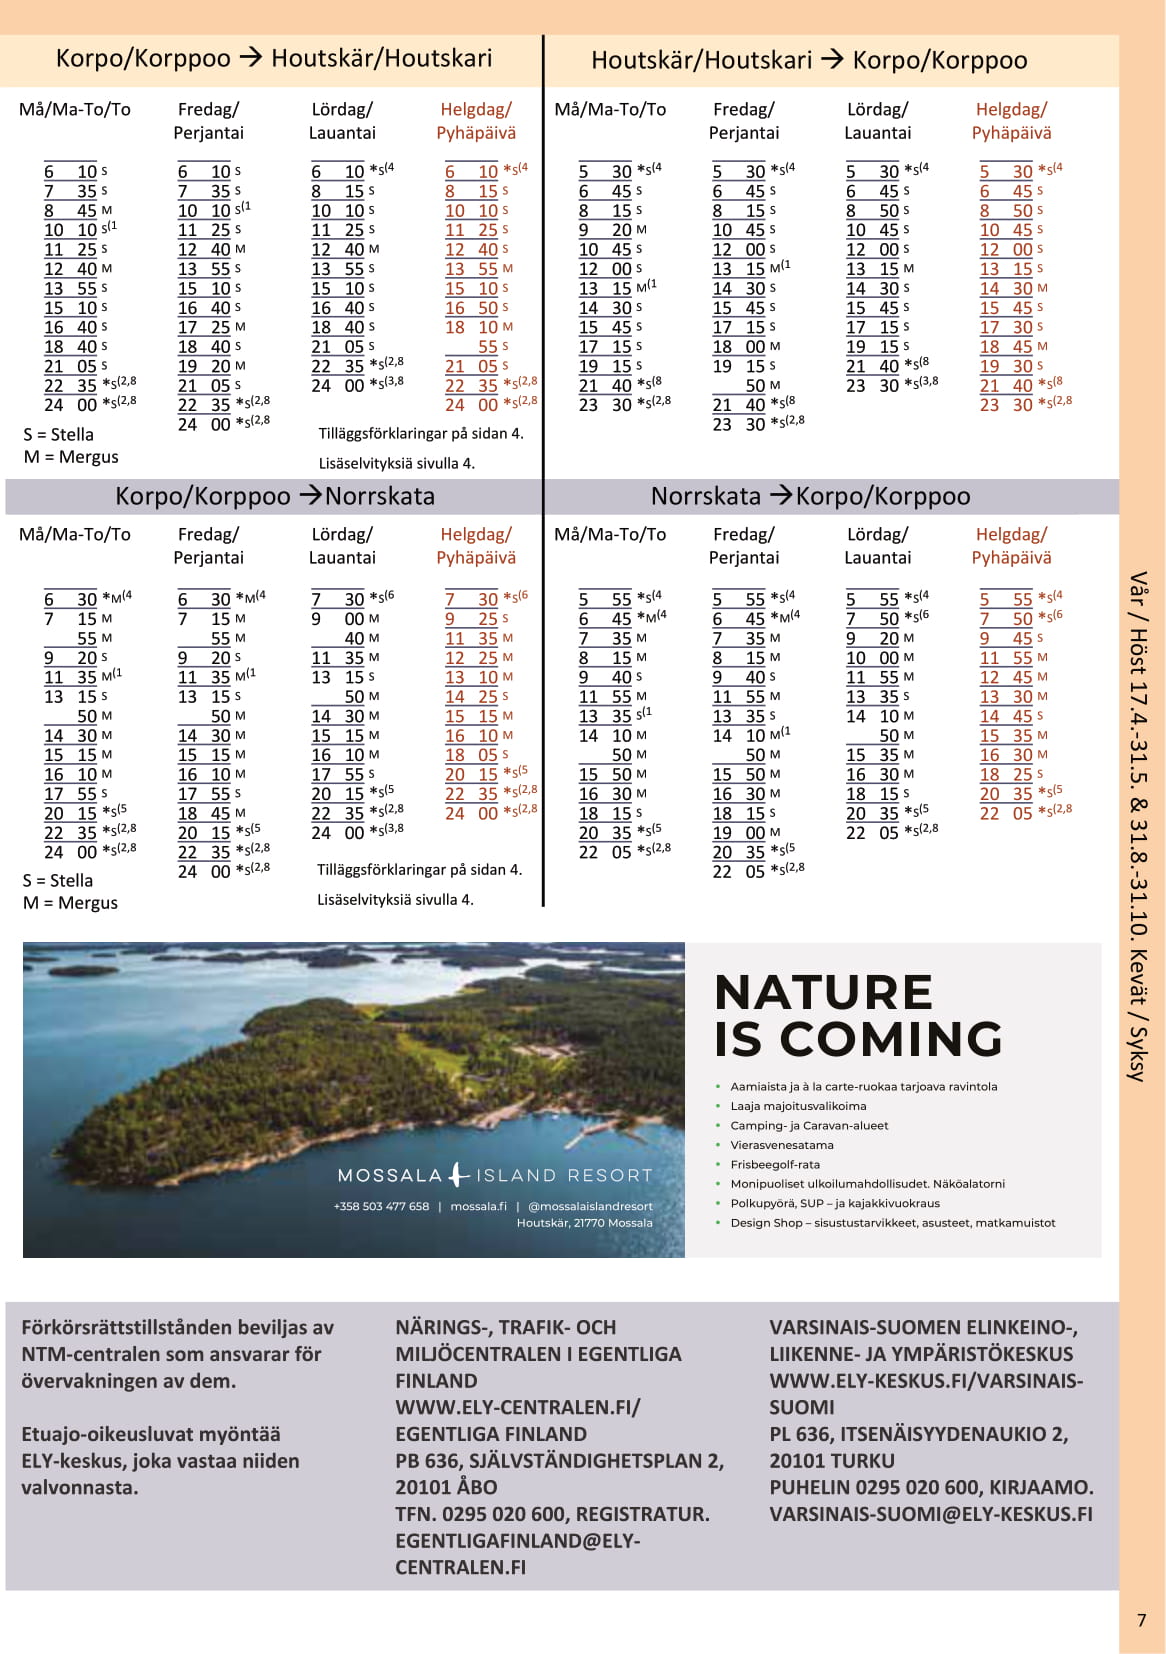 Korpo/Korppoo → Houtskär/Houtskari
Må/Ma-To/To Fredag/ Lördag/ Helgdag/
Perjantai Lauantai Pyhäpäivä
6 10 S 6 10 S 6 10 *S(4 6 10 *S(4
7 35 S 7 35 S 8 15 S 8 15 S
8 45 M 10 10 S(1 10 10 S 10 10 S
10 10 S(1 11 25 S 11 25 S 11 25 S
11 25 S 12 40 M 12 40 M 12 40 S
12 40 M 13 55 S 13 55 S 13 55 M
13 55 S 15 10 S 15 10 S 15 10 S
15 10 S 16 40 S 16 40 S 16 50 S
16 40 S 17 25 M 18 40 S 18 10 M
18 40 S 18 40 S 21 05 S 55 S
21 05 S 19 20 M 22 35 *S(2,8 21 05 S
22 35 *S(2,8 21 05 S 24 00 *S(3,8 22 35 *S(2,8
24 00 *S(2,8 22 35 *S(2,8 24 00 *S(2,8
24 00 *S(2,8
S = Stella
M = Mergus
Tilläggsförklaringar på sidan 4.
Lisäselvityksiä sivulla 4.
Houtskär/Houtskari → Korpo/Korppoo
Må/Ma-To/To Fredag/ Lördag/ Helgdag/
Perjantai Lauantai Pyhäpäivä
5 30 *S(4 5 30 *S(4 5 30 *S(4 5 30 *S(4
6 45 S 6 45 S 6 45 S 6 45 S
8 15 S 8 15 S 8 50 S 8 50 S
9 20 M 10 45 S 10 45 S 10 45 S
10 45 S 12 00 S 12 00 S 12 00 S
12 00 S 13 15 M(1 13 15 M 13 15 S
13 15 M(1 14 30 S 14 30 S 14 30 M
14 30 S 15 45 S 15 45 S 15 45 S
15 45 S 17 15 S 17 15 S 17 30 S
17 15 S 18 00 M 19 15 S 18 45 M
19 15 S 19 15 S 21 40 *S(8 19 30 S
21 40 *S(8 50 M 23 30 *S(3,8 21 40 *S(8
23 30 *S(2,8 21 40 *S(8 23 30 *S(2,8
23 30 *S(2,8
Korpo/Korppoo →Norrskata
Må/Ma-To/To Fredag/ Lördag/ Helgdag/
Perjantai Lauantai Pyhäpäivä
6 30 *M(4 6 30 *M(4 7 30 *S(6 7 30 *S(6
7 15 M 7 15 M 9 00 M 9 25 S
55 M 55 M 40 M 11 35 M
9 20 S 9 20 S 11 35 M 12 25 M
11 35 M(1 11 35 M(1 13 15 S 13 10 M
13 15 S 13 15 S 50 M 14 25 S
50 M 50 M 14 30 M 15 15 M
14 30 M 14 30 M 15 15 M 16 10 M
15 15 M 15 15 M 16 10 M 18 05 S
16 10 M 16 10 M 17 55 S 20 15 *S(5
17 55 S 17 55 S 20 15 *S(5 22 35 *S(2,8
20 15 *S(5 18 45 M 22 35 *S(2,8 24 00 *S(2,8
22 35 *S(2,8 20 15 *S(5 24 00 *S(3,8
24 00 *S(2,8 22 35 *S(2,8
24 00 *S(2,8
S = Stella
M = Mergus
Tilläggsförklaringar på sidan 4.
Lisäselvityksiä sivulla 4.
Norrskata →Korpo/Korppoo
Må/Ma-To/To Fredag/ Lördag/ Helgdag/
Perjantai Lauantai Pyhäpäivä
5 55 *S(4 5 55 *S(4 5 55 *S(4 5 55 *S(4
6 45 *M(4 6 45 *M(4 7 50 *S(6 7 50 *S(6
7 35 M 7 35 M 9 20 M 9 45 S
8 15 M 8 15 M 10 00 M 11 55 M
9 40 S 9 40 S 11 55 M 12 45 M
11 55 M 11 55 M 13 35 S 13 30 M
13 35 S(1 13 35 S 14 10 M 14 45 S
14 10 M 14 10 M(1 50 M 15 35 M
50 M 50 M 15 35 M 16 30 M
15 50 M 15 50 M 16 30 M 18 25 S
16 30 M 16 30 M 18 15 S 20 35 *S(5
18 15 S 18 15 S 20 35 *S(5 22 05 *S(2,8
20 35 *S(5 19 00 M 22 05 *S(2,8
22 05 *S(2,8 20 35 *S(5
22 05 *S(2,8
Vår / Höst 17.4.-31.5. & 31.8.-31.10. Kevät / Syksy
MOSSALA ISLAND RESORT
+358 503 477 658 | mossala.fi | @mossalaislandresort
Houtskär, 21770 Mossala
NATURE
IS COMING
• Aamiaista ja à la carte-ruokaa tarjoava ravintola
• Laaja majoitusvalikoima
• Camping- ja Caravan-alueet
• Vierasvenesatama
• Frisbeegolf-rata
• Monipuoliset ulkoilumahdollisudet. Näköalatorni
• Polkupyörä, SUP – ja kajakkivuokraus
• Design Shop – sisustustarvikkeet, asusteet, matkamuistot
Förkörsrättstillstånden beviljas av
NTM-centralen som ansvarar för
övervakningen av dem.
Etuajo-oikeusluvat myöntää
ELY-keskus, joka vastaa niiden
valvonnasta.
NÄRINGS-, TRAFIK- OCH
MILJÖCENTRALEN I EGENTLIGA
FINLAND
WWW.ELY-CENTRALEN.FI/
EGENTLIGA FINLAND
PB 636, SJÄLVSTÄNDIGHETSPLAN 2,
20101 ÅBO
TFN. 0295 020 600, REGISTRATUR.
EGENTLIGAFINLAND@ELY-
CENTRALEN.FI
VARSINAIS-SUOMEN ELINKEINO-,
LIIKENNE- JA YMPÄRISTÖKESKUS
WWW.ELY-KESKUS.FI/VARSINAIS-
SUOMI
PL 636, ITSENÄISYYDENAUKIO 2,
20101 TURKU
PUHELIN 0295 020 600, KIRJAAMO.
VARSINAIS-SUOMI@ELY-KESKUS.FI
7